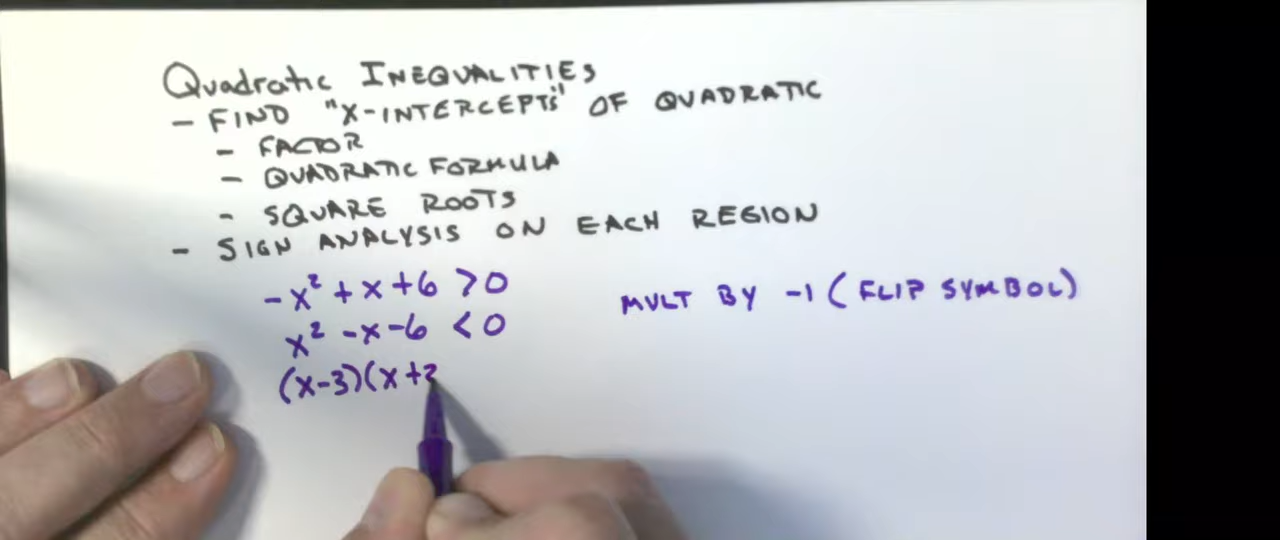 Quadratic INEQUALITIES
- FIND "X-INTERCEPTS" OF QUADRATIC
- FACTOR
- QUADRATIC FORMULA
- SQUARE ROOTS
- SIGN ANALYSIS ON EACH REGION
-x² + x + 6 > 0 MULT BY -1 (FLIP SYMBOL)
x² - x - 6 < 0
(x-3)(x+2